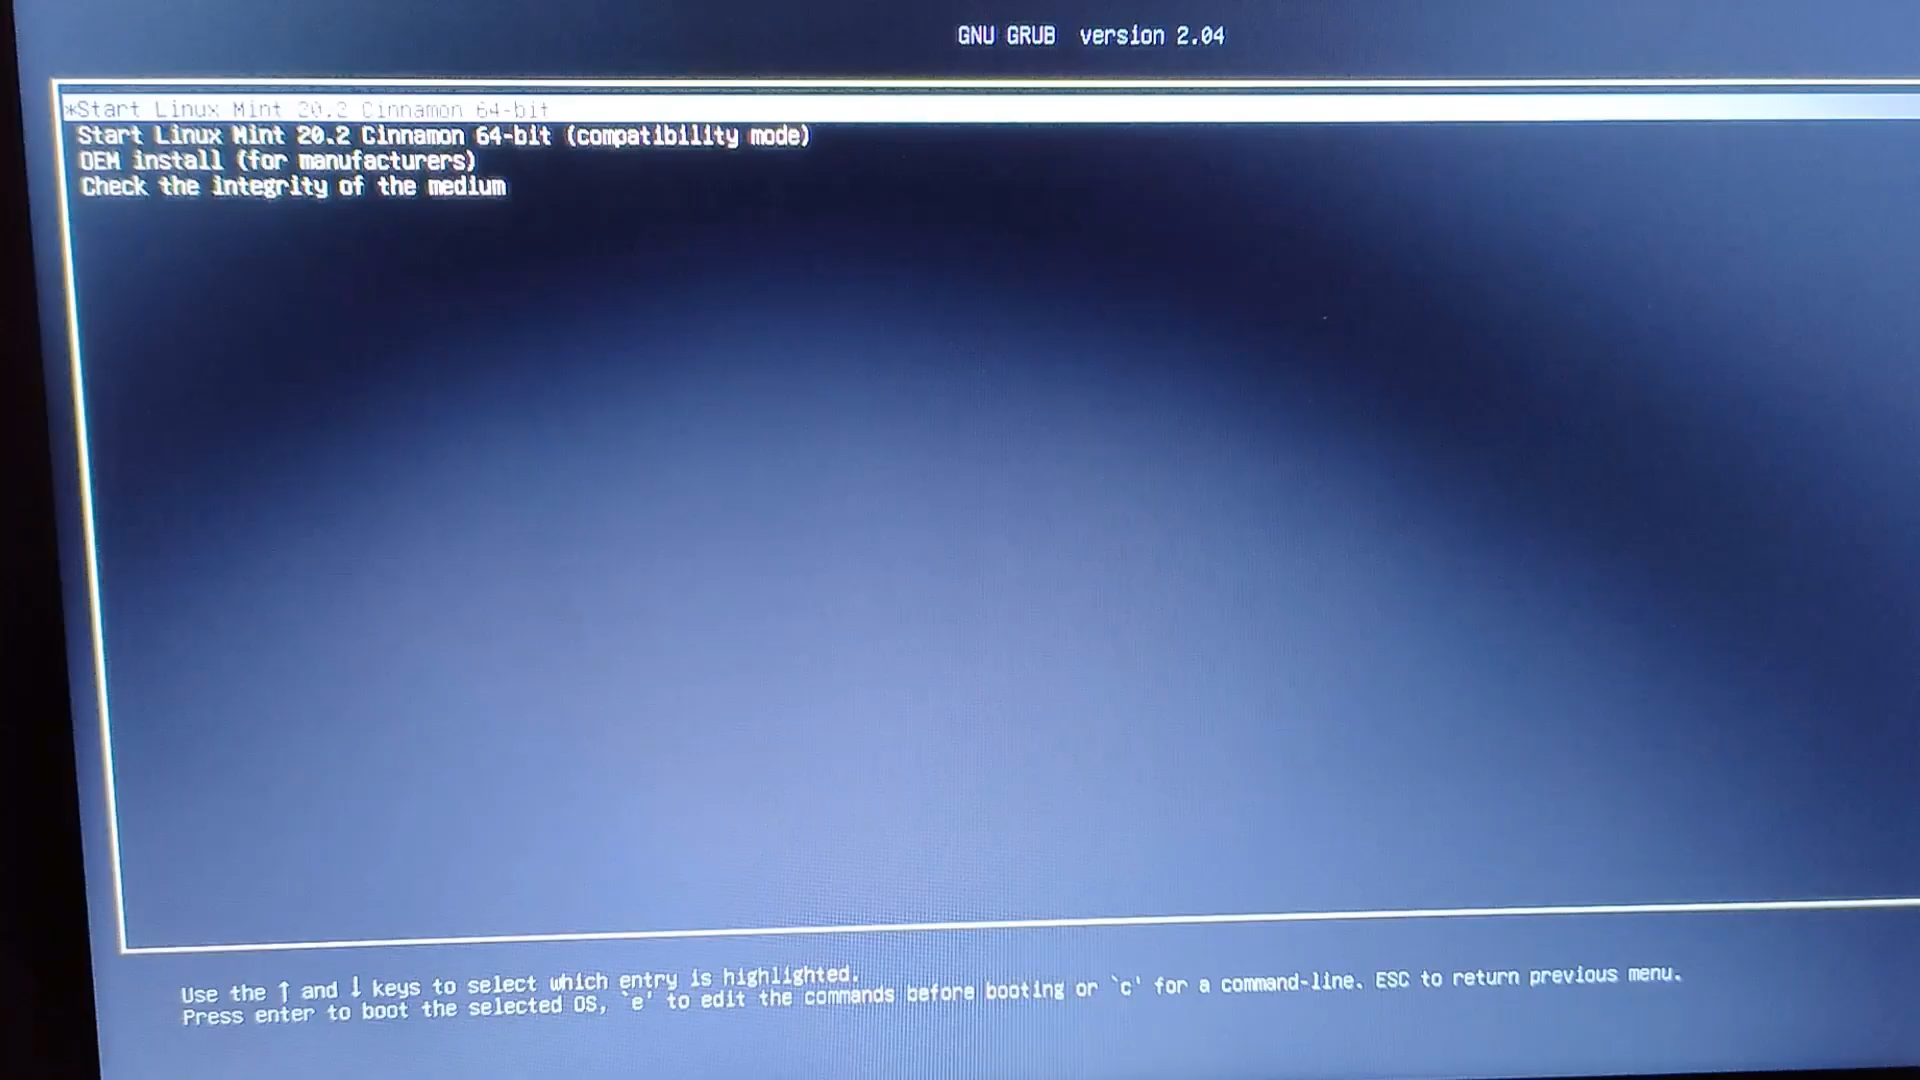 GNU GRUB version 2.04
*Start Linux Mint 20.2 Cinnamon 64-bit
Start Linux Mint 20.2 Cinnamon 64-bit (compatibility mode)
OEM install (for manufacturers)
Check the integrity of the medium
Use the ↑ and ↓ keys to select which entry is highlighted.
Press enter to boot the selected OS, `e' to edit the commands before booting or `c' for a command-line. ESC to return previous menu.